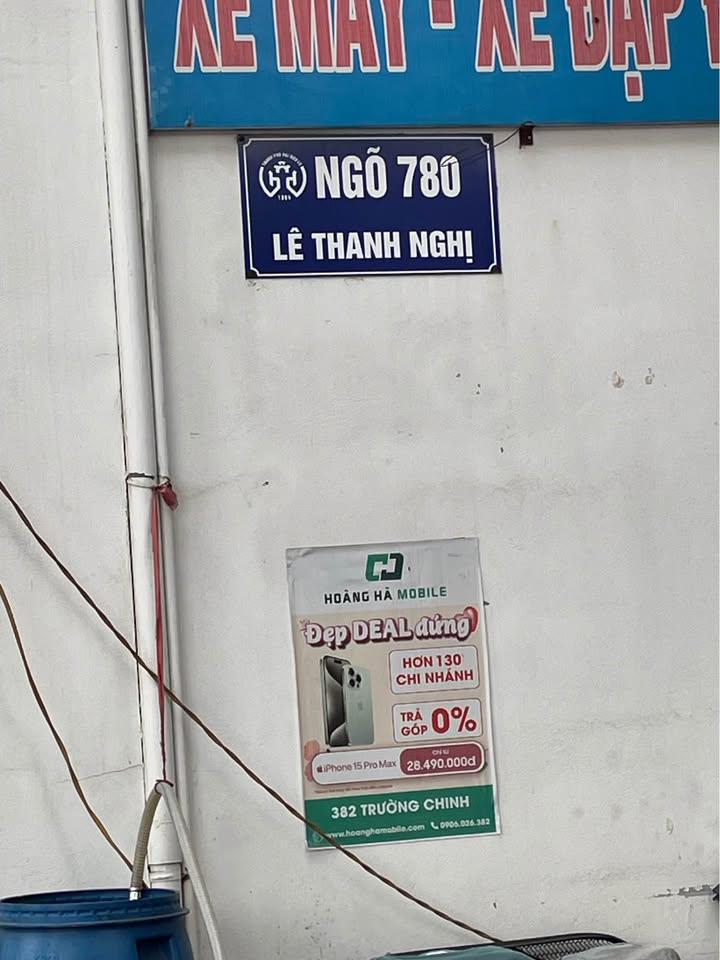 XE MÁY - XE ĐẠP
NGÕ 780
LÊ THANH NGHỊ
HOÀNG HÀ MOBILE
Đẹp DEAL đứng
HƠN 130
CHI NHÁNH
TRẢ GÓP 0%
iPhone 15 Pro Max
CHỈ TỪ
28.490.000đ
382 TRƯỜNG CHINH
www.hoanghamobile.com 0906.026.382